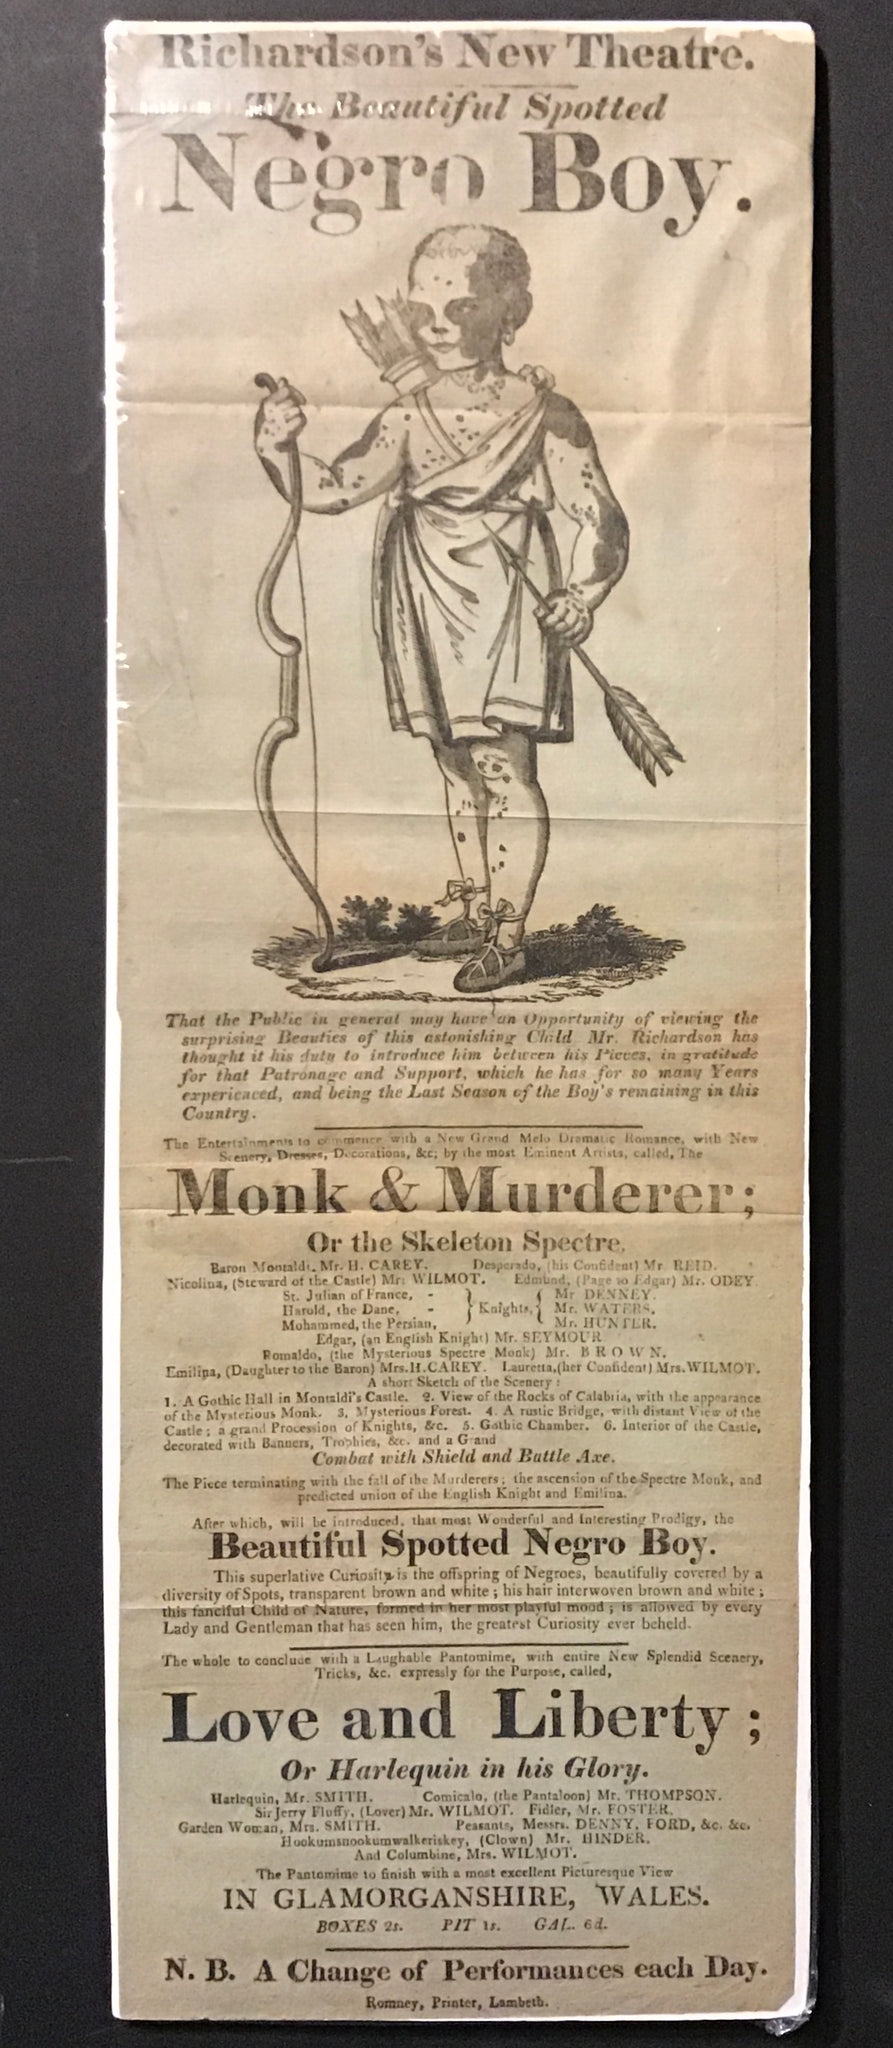 Richardson's New Theatre.
The Beautiful Spotted
Negro Boy.
That the Public in general may have an Opportunity of viewing the
surprising Beauties of this astonishing Child Mr. Richardson has
thought it his duty to introduce him between his Pieces, in gratitude
for that Patronage and Support, which he has for so many Years
experienced, and being the Last Season of the Boy's remaining in this
Country.
The Entertainments to commence with a New Grand Melo Dramatic Romance, with New
Scenery, Dresses, Decorations, &c; by the most Eminent Artists, called, The
Monk & Murderer;
Or the Skeleton Spectre.
Baron Montaldi, Mr. H. CAREY. Desperado, (his Confident) Mr. REID.
Nicolina, (Steward of the Castle) Mr. WILMOT. Edmund, (Page to Edgar) Mr. ODEY
St. Julian of France, - Mr DENNEY.
Harold, the Dane, - } Knights, { Mr. WATERS.
Mohammed, the Persian, Mr. HUNTER.
Edgar, (an English Knight) Mr. SEYMOUR
Romaldo, (the Mysterious Spectre Monk) Mr. BROWN.
Emilina, (Daughter to the Baron) Mrs. H. CAREY. Lauretta, (her Confident) Mrs. WILMOT.
A short Sketch of the Scenery:
1. A Gothic Hall in Montaldi's Castle. 2. View of the Rocks of Calabria, with the appearance
of the Mysterious Monk. 3. Mysterious Forest. 4. A rustic Bridge, with distant View of the
Castle; a grand Procession of Knights, &c. 5. Gothic Chamber. 6. Interior of the Castle,
decorated with Banners, Trophies, &c. and a Grand
Combat with Shield and Battle Axe.
The Piece terminating with the fall of the Murderers; the ascension of the Spectre Monk, and
predicted union of the English Knight and Emilina.
After which, will be introduced, that most Wonderful and Interesting Prodigy, the
Beautiful Spotted Negro Boy.
This superlative Curiosity is the offspring of Negroes, beautifully covered by a
diversity of Spots, transparent brown and white; his hair interwoven brown and white;
this fanciful Child of Nature, formed in her most playful mood; is allowed by every
Lady and Gentleman that has seen him, the greatest Curiosity ever beheld.
The whole to conclude with a Laughable Pantomime, with entire New Splendid Scenery,
Tricks, &c. expressly for the Purpose, called,
Love and Liberty;
Or Harlequin in his Glory.
Harlequin, Mr. SMITH. Comicalo, (the Pantaloon) Mr. THOMPSON.
Sir Jerry Fluffy, (Lover) Mr. WILMOT. Fidler, Mr. FOSTER.
Garden Woman, Mrs. SMITH. Peasants, Messrs. DENNY, FORD, &c. &c.
Hookumsnookumwalkeriskey, (Clown) Mr. HINDER.
And Columbine, Mrs. WILMOT.
The Pantomime to finish with a most excellent Picturesque View
IN GLAMORGANSHIRE, WALES.
BOXES 2s. PIT 1s. GAL. 6d.
N. B. A Change of Performances each Day.
Romney, Printer, Lambeth.